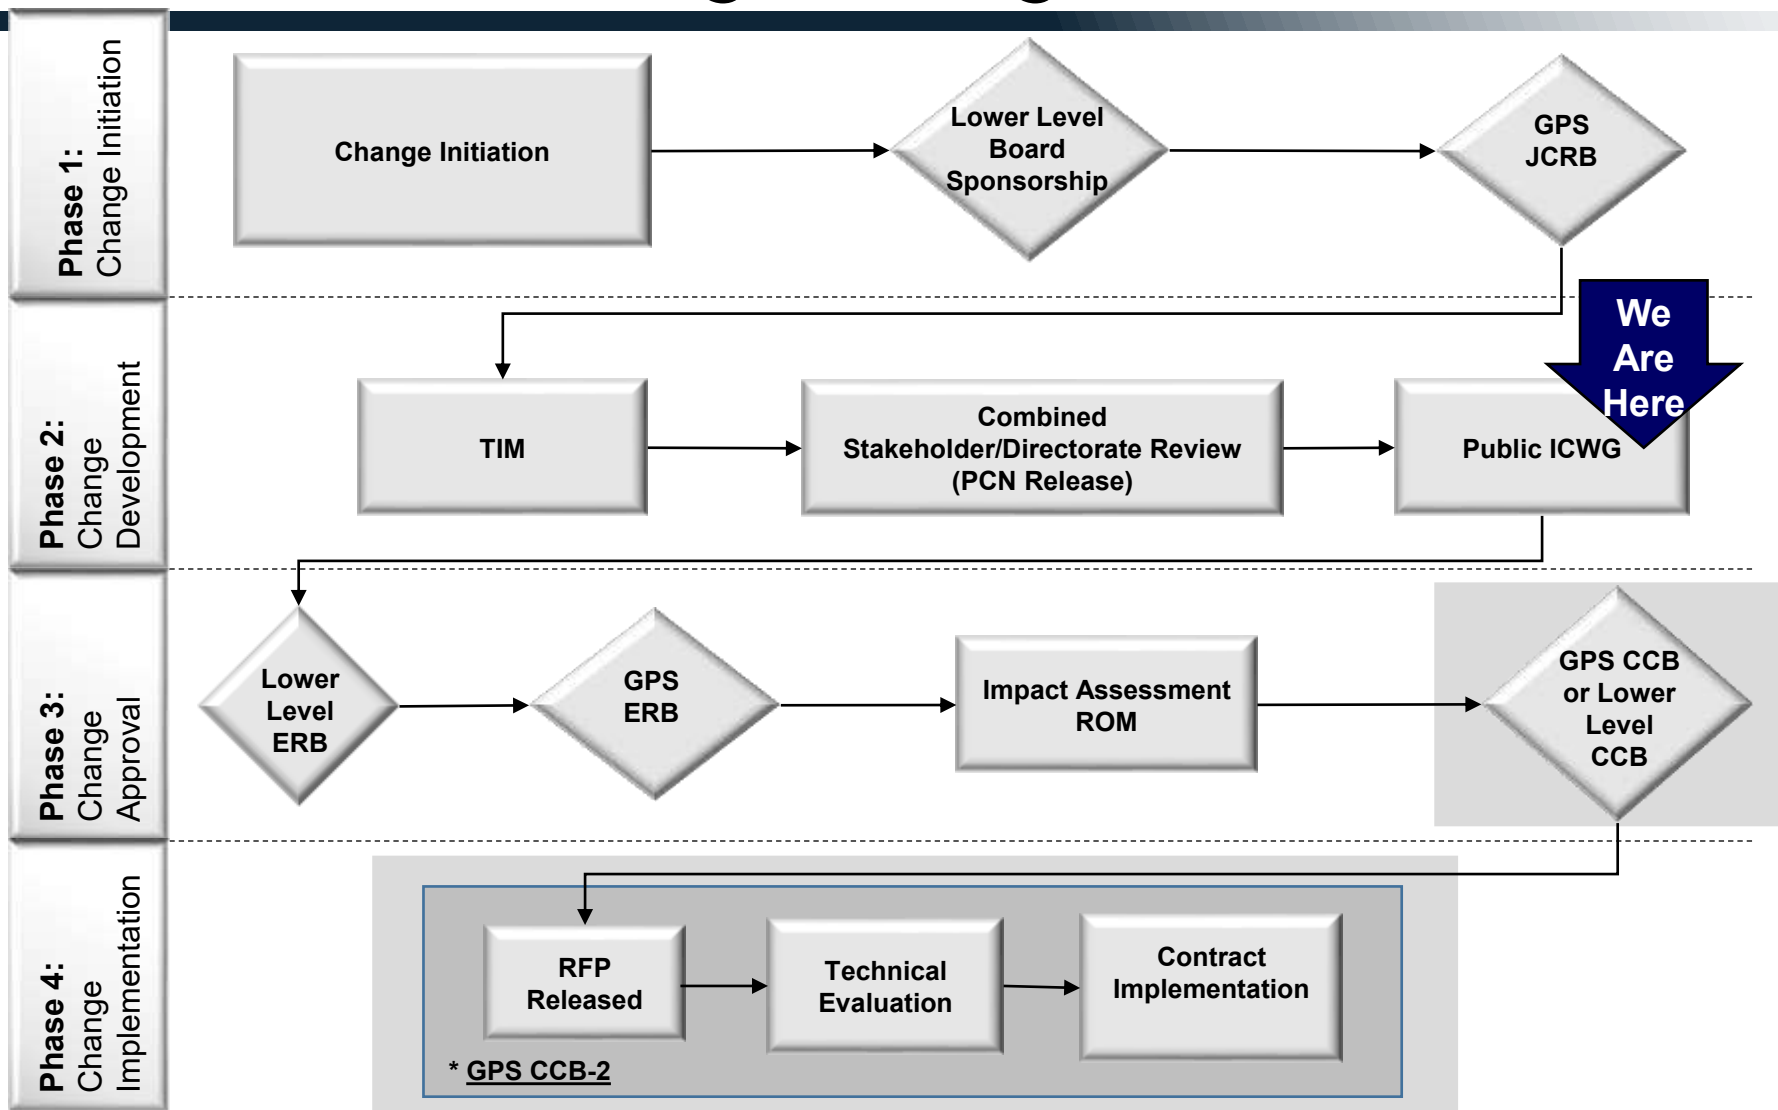 Phase 1:
Change Initiation
Change Initiation
Lower Level
Board
Sponsorship
GPS
JCRB
We
Are
Here
Phase 2:
Change
Development
TIM
Combined
Stakeholder/Directorate Review
(PCN Release)
Public ICWG
Phase 3:
Change
Approval
Lower
Level
ERB
GPS
ERB
Impact Assessment
ROM
GPS CCB
or Lower
Level
CCB
Phase 4:
Change
Implementation
RFP
Released
Technical
Evaluation
Contract
Implementation
* GPS CCB-2